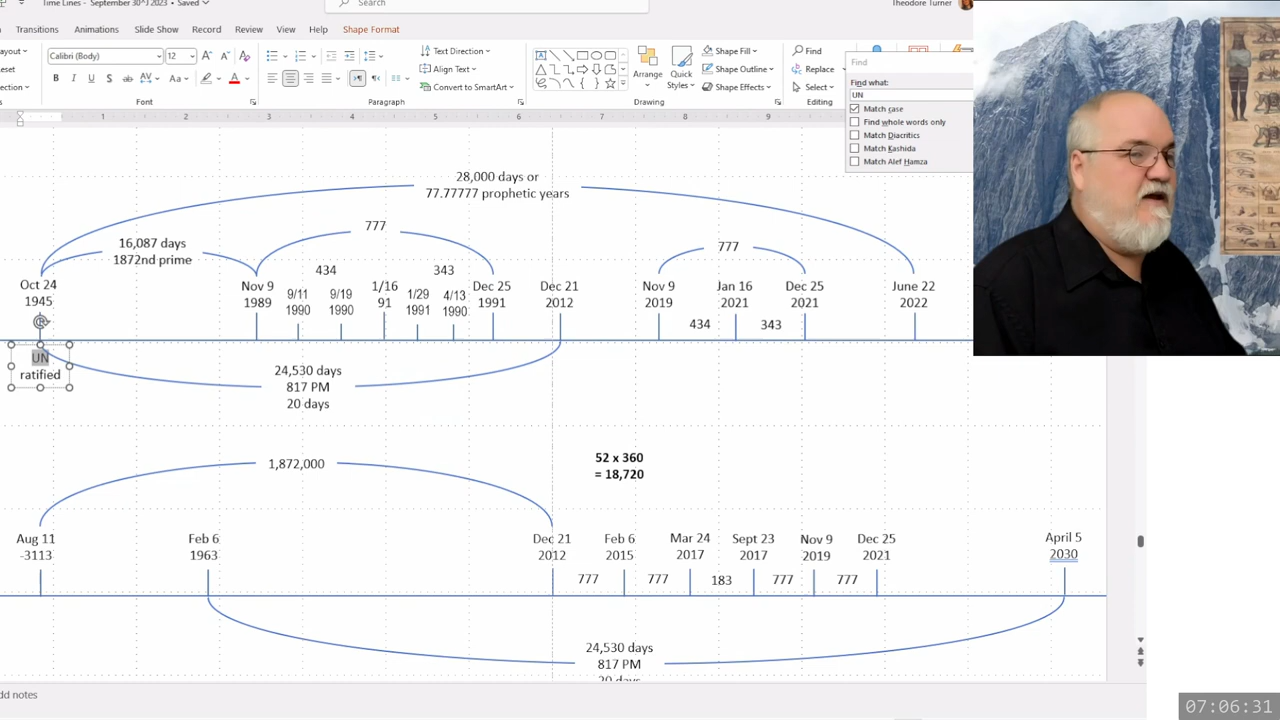 Time Lines - September 30^J 2023 • Saved
Search
Theodore Turner
Transitions Animations Slide Show Record Review View Help Shape Format
Calibri (Body) 12
Text Direction
Align Text
Convert to SmartArt
Arrange
Quick
Styles
Shape Fill
Shape Outline
Shape Effects
Find
Replace
Select
Font
Paragraph
Drawing
Editing
Find
Find what:
UN
Match case
Find whole words only
Match Diacritics
Match Kashida
Match Alef Hamza
1 3 4 5 6 7 8 9
28,000 days or
77.77777 prophetic years
777
16,087 days
1872nd prime
777
434
343
Oct 24
1945
Nov 9
1989
9/11
1990
9/19
1990
1/16
91
1/29
1991
4/13
1990
Dec 25
1991
Dec 21
2012
Nov 9
2019
Jan 16
2021
Dec 25
2021
June 22
2022
434
343
UN
ratified
24,530 days
817 PM
20 days
1,872,000
52 x 360
= 18,720
Aug 11
-3113
Feb 6
1963
Dec 21
2012
Feb 6
2015
Mar 24
2017
Sept 23
2017
Nov 9
2019
Dec 25
2021
April 5
2030
777
777
183
777
777
24,530 days
817 PM
20 days
dd notes
07:06:31